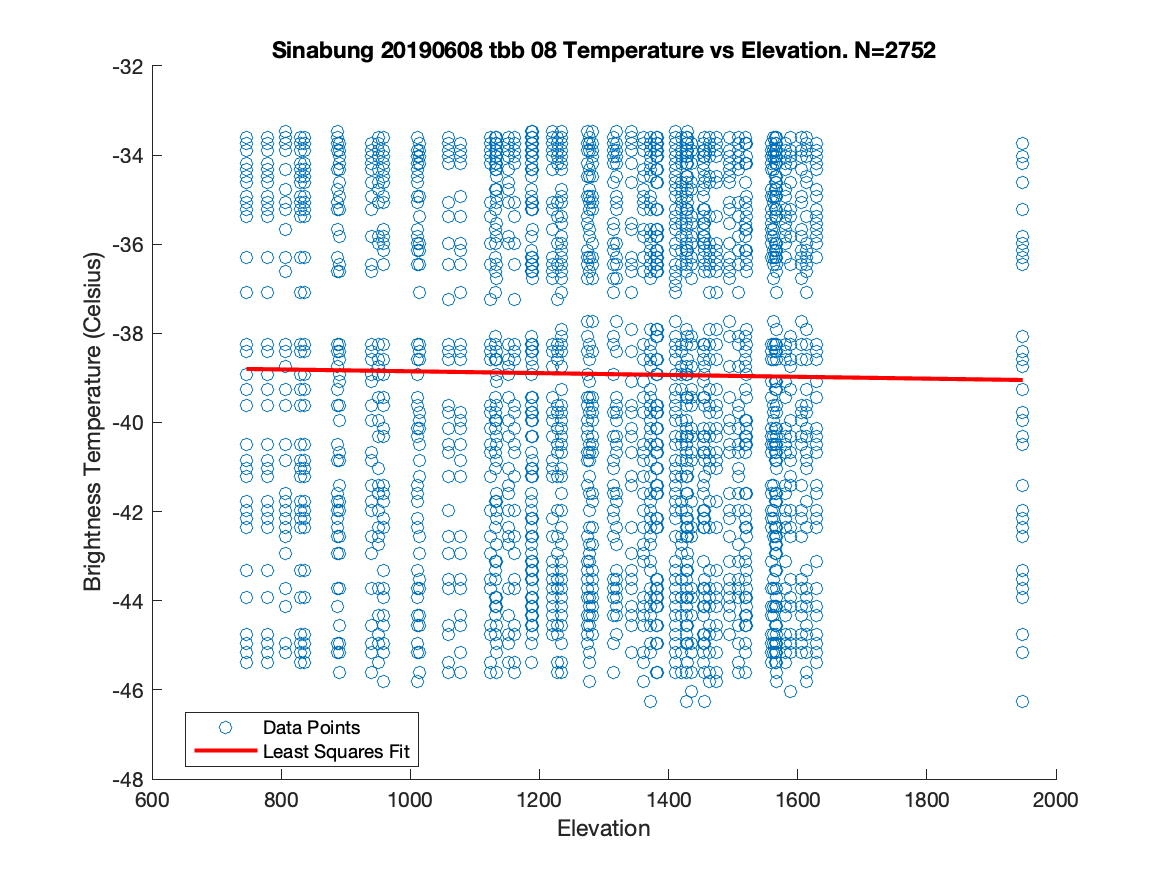 Sinabung 20190608 tbb 08 Temperature vs Elevation. N=2752
-32
-34
-36
-38
-40
-42
-44
-46
-48
Brightness Temperature (Celsius)
Data Points
Least Squares Fit
600 800 1000 1200 1400 1600 1800 2000
Elevation